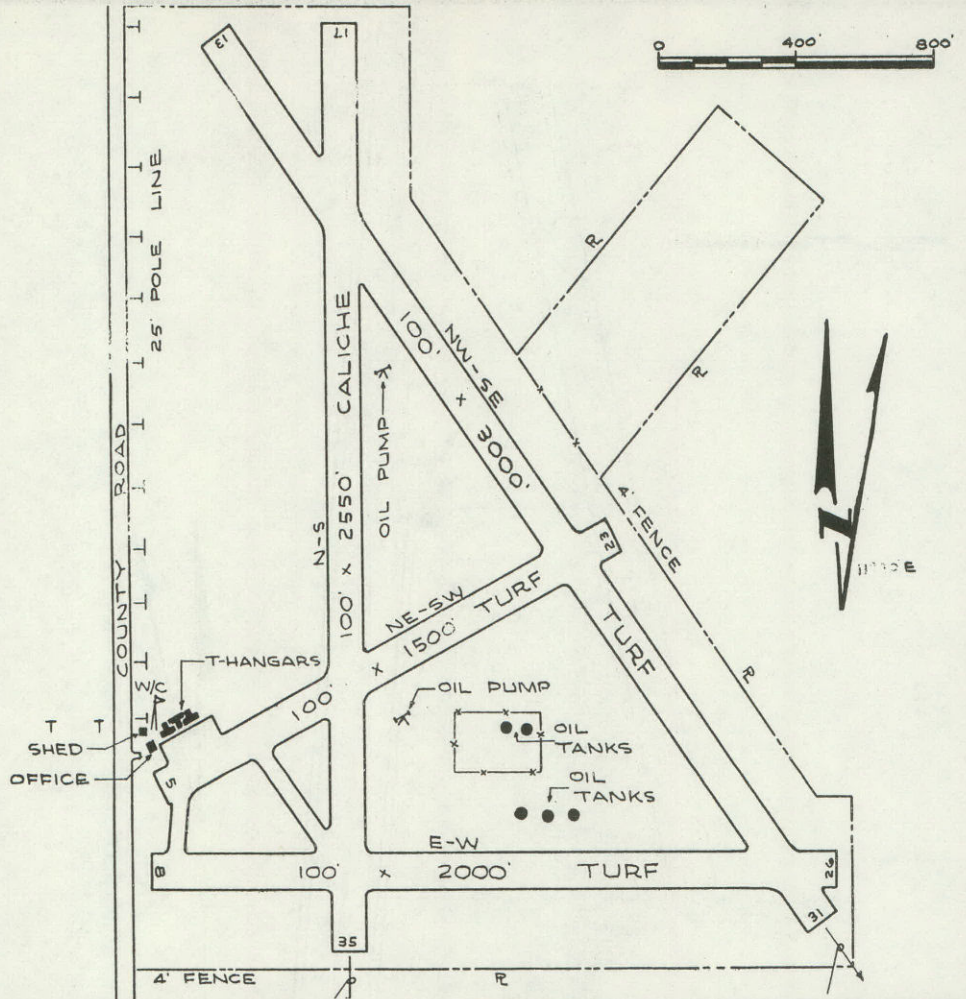 0 400' 800'
13
17
25' POLE LINE
COUNTY ROAD
N-S
100' x 2550' CALICHE
OIL PUMP
NW-SE
100' x 3000'
TURF
23
4' FENCE
R
R
R
N
NE-SW
100' x 1500' TURF
T-HANGARS
W/C
T T
SHED
OFFICE
5
OIL PUMP
OIL
TANKS
OIL
TANKS
E-W
8
100' x 2000' TURF
26
31
35
4' FENCE
R